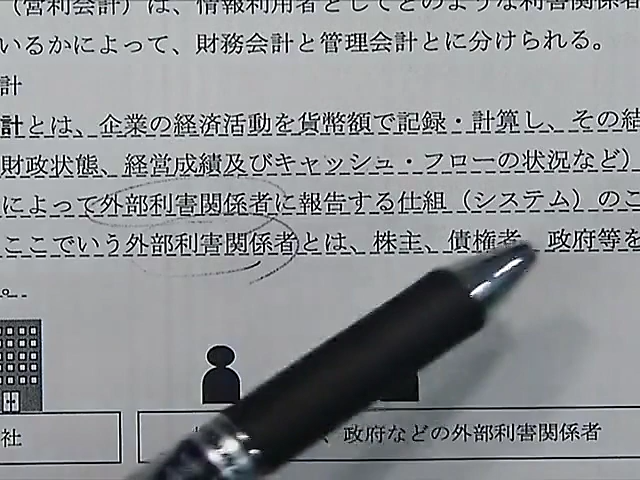 （営利会計）は、情報利用者としてどのような利害関係者
いるかによって、財務会計と管理会計とに分けられる。
計
計とは、企業の経済活動を貨幣額で記録・計算し、その結
財政状態、経営成績及びキャッシュ・フローの状況など）
によって外部利害関係者に報告する仕組（システム）のこ
ここでいう外部利害関係者とは、株主、債権者、政府等を
。
社
、政府などの外部利害関係者